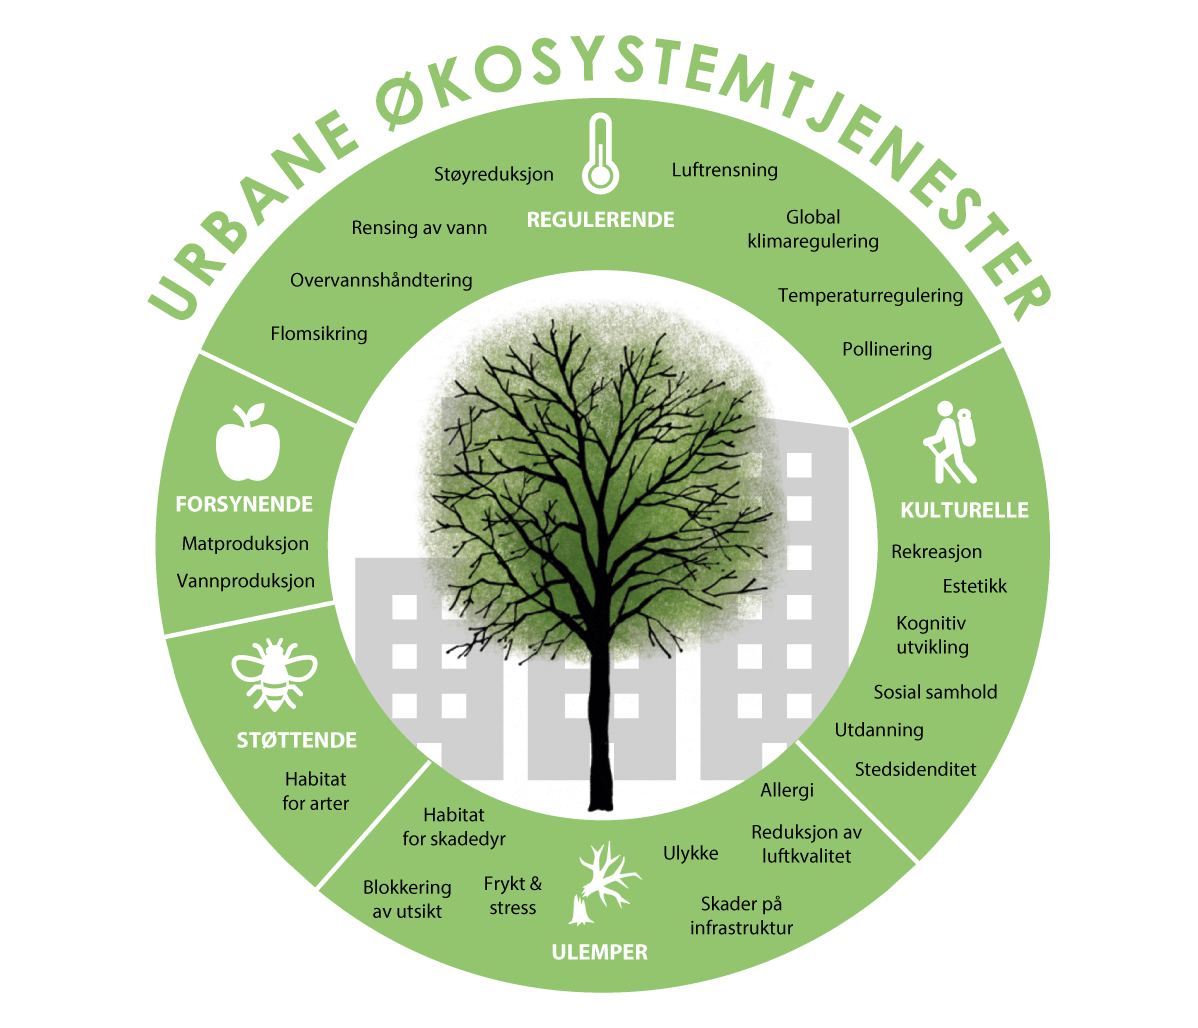 URBANE ØKOSYSTEMTJENESTER
REGULERENDE
Støyreduksjon
Rensing av vann
Overvannshåndtering
Flomsikring
Luftrensning
Global
klimaregulering
Temperaturregulering
Pollinering
KULTURELLE
Rekreasjon
Estetikk
Kognitiv
utvikling
Sosial samhold
Utdanning
Stedsidenditet
FORSYNENDE
Matproduksjon
Vannproduksjon
STØTTENDE
Habitat
for arter
Habitat
for skadedyr
Blokkering
av utsikt
Frykt &
stress
ULEMPER
Allergi
Ulykke
Reduksjon av
luftkvalitet
Skader på
infrastruktur